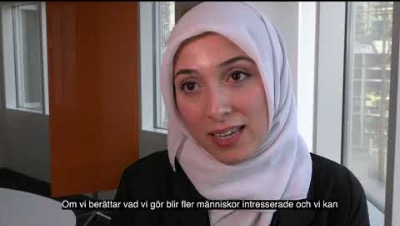 Om vi berättar vad vi gör blir fler människor intresserade och vi kan